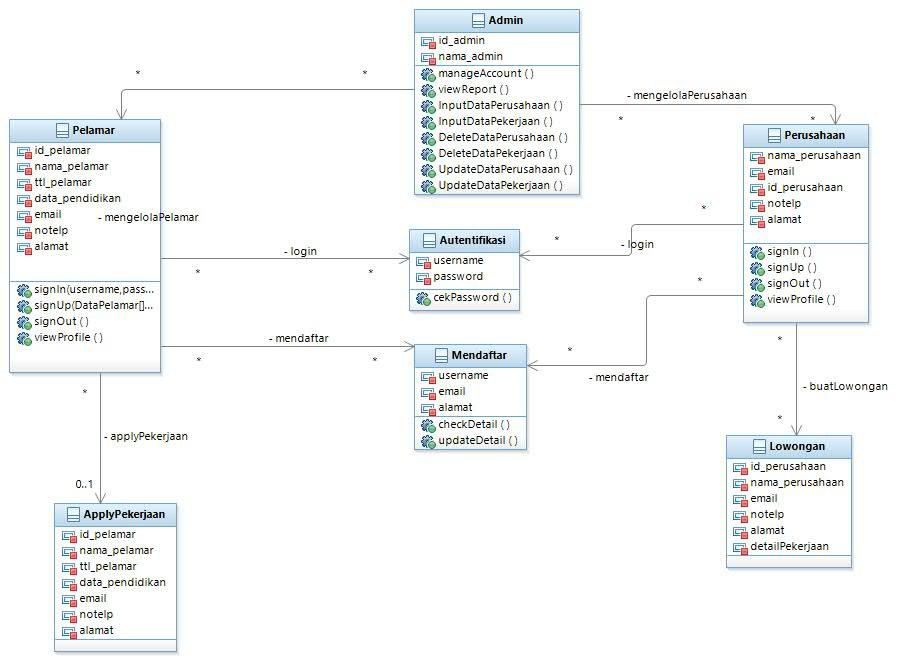 Admin
id_admin
nama_admin
manageAccount ( )
viewReport ( )
InputDataPerusahaan ( )
InputDataPekerjaan ( )
DeleteDataPerusahaan ( )
DeleteDataPekerjaan ( )
UpdateDataPerusahaan ( )
UpdateDataPekerjaan ( )
* *
- mengelolaPerusahaan
* *
Pelamar
id_pelamar
nama_pelamar
ttl_pelamar
data_pendidikan
email
notelp
alamat
signIn(username,pass...
signUp(DataPelamar[]...
signOut ( )
viewProfile ( )
- mengelolaPelamar
Perusahaan
nama_perusahaan
email
id_perusahaan
notelp
alamat
signIn ( )
signUp ( )
signOut ( )
viewProfile ( )
- login
* *
Autentifikasi
username
password
cekPassword ( )
* *
- login
- mendaftar
* *
Mendaftar
username
email
alamat
checkDetail ( )
updateDetail ( )
* *
- mendaftar
*
- buatLowongan
*
Lowongan
id_perusahaan
nama_perusahaan
email
notelp
alamat
detailPekerjaan
*
- applyPekerjaan
0..1
ApplyPekerjaan
id_pelamar
nama_pelamar
ttl_pelamar
data_pendidikan
email
notelp
alamat